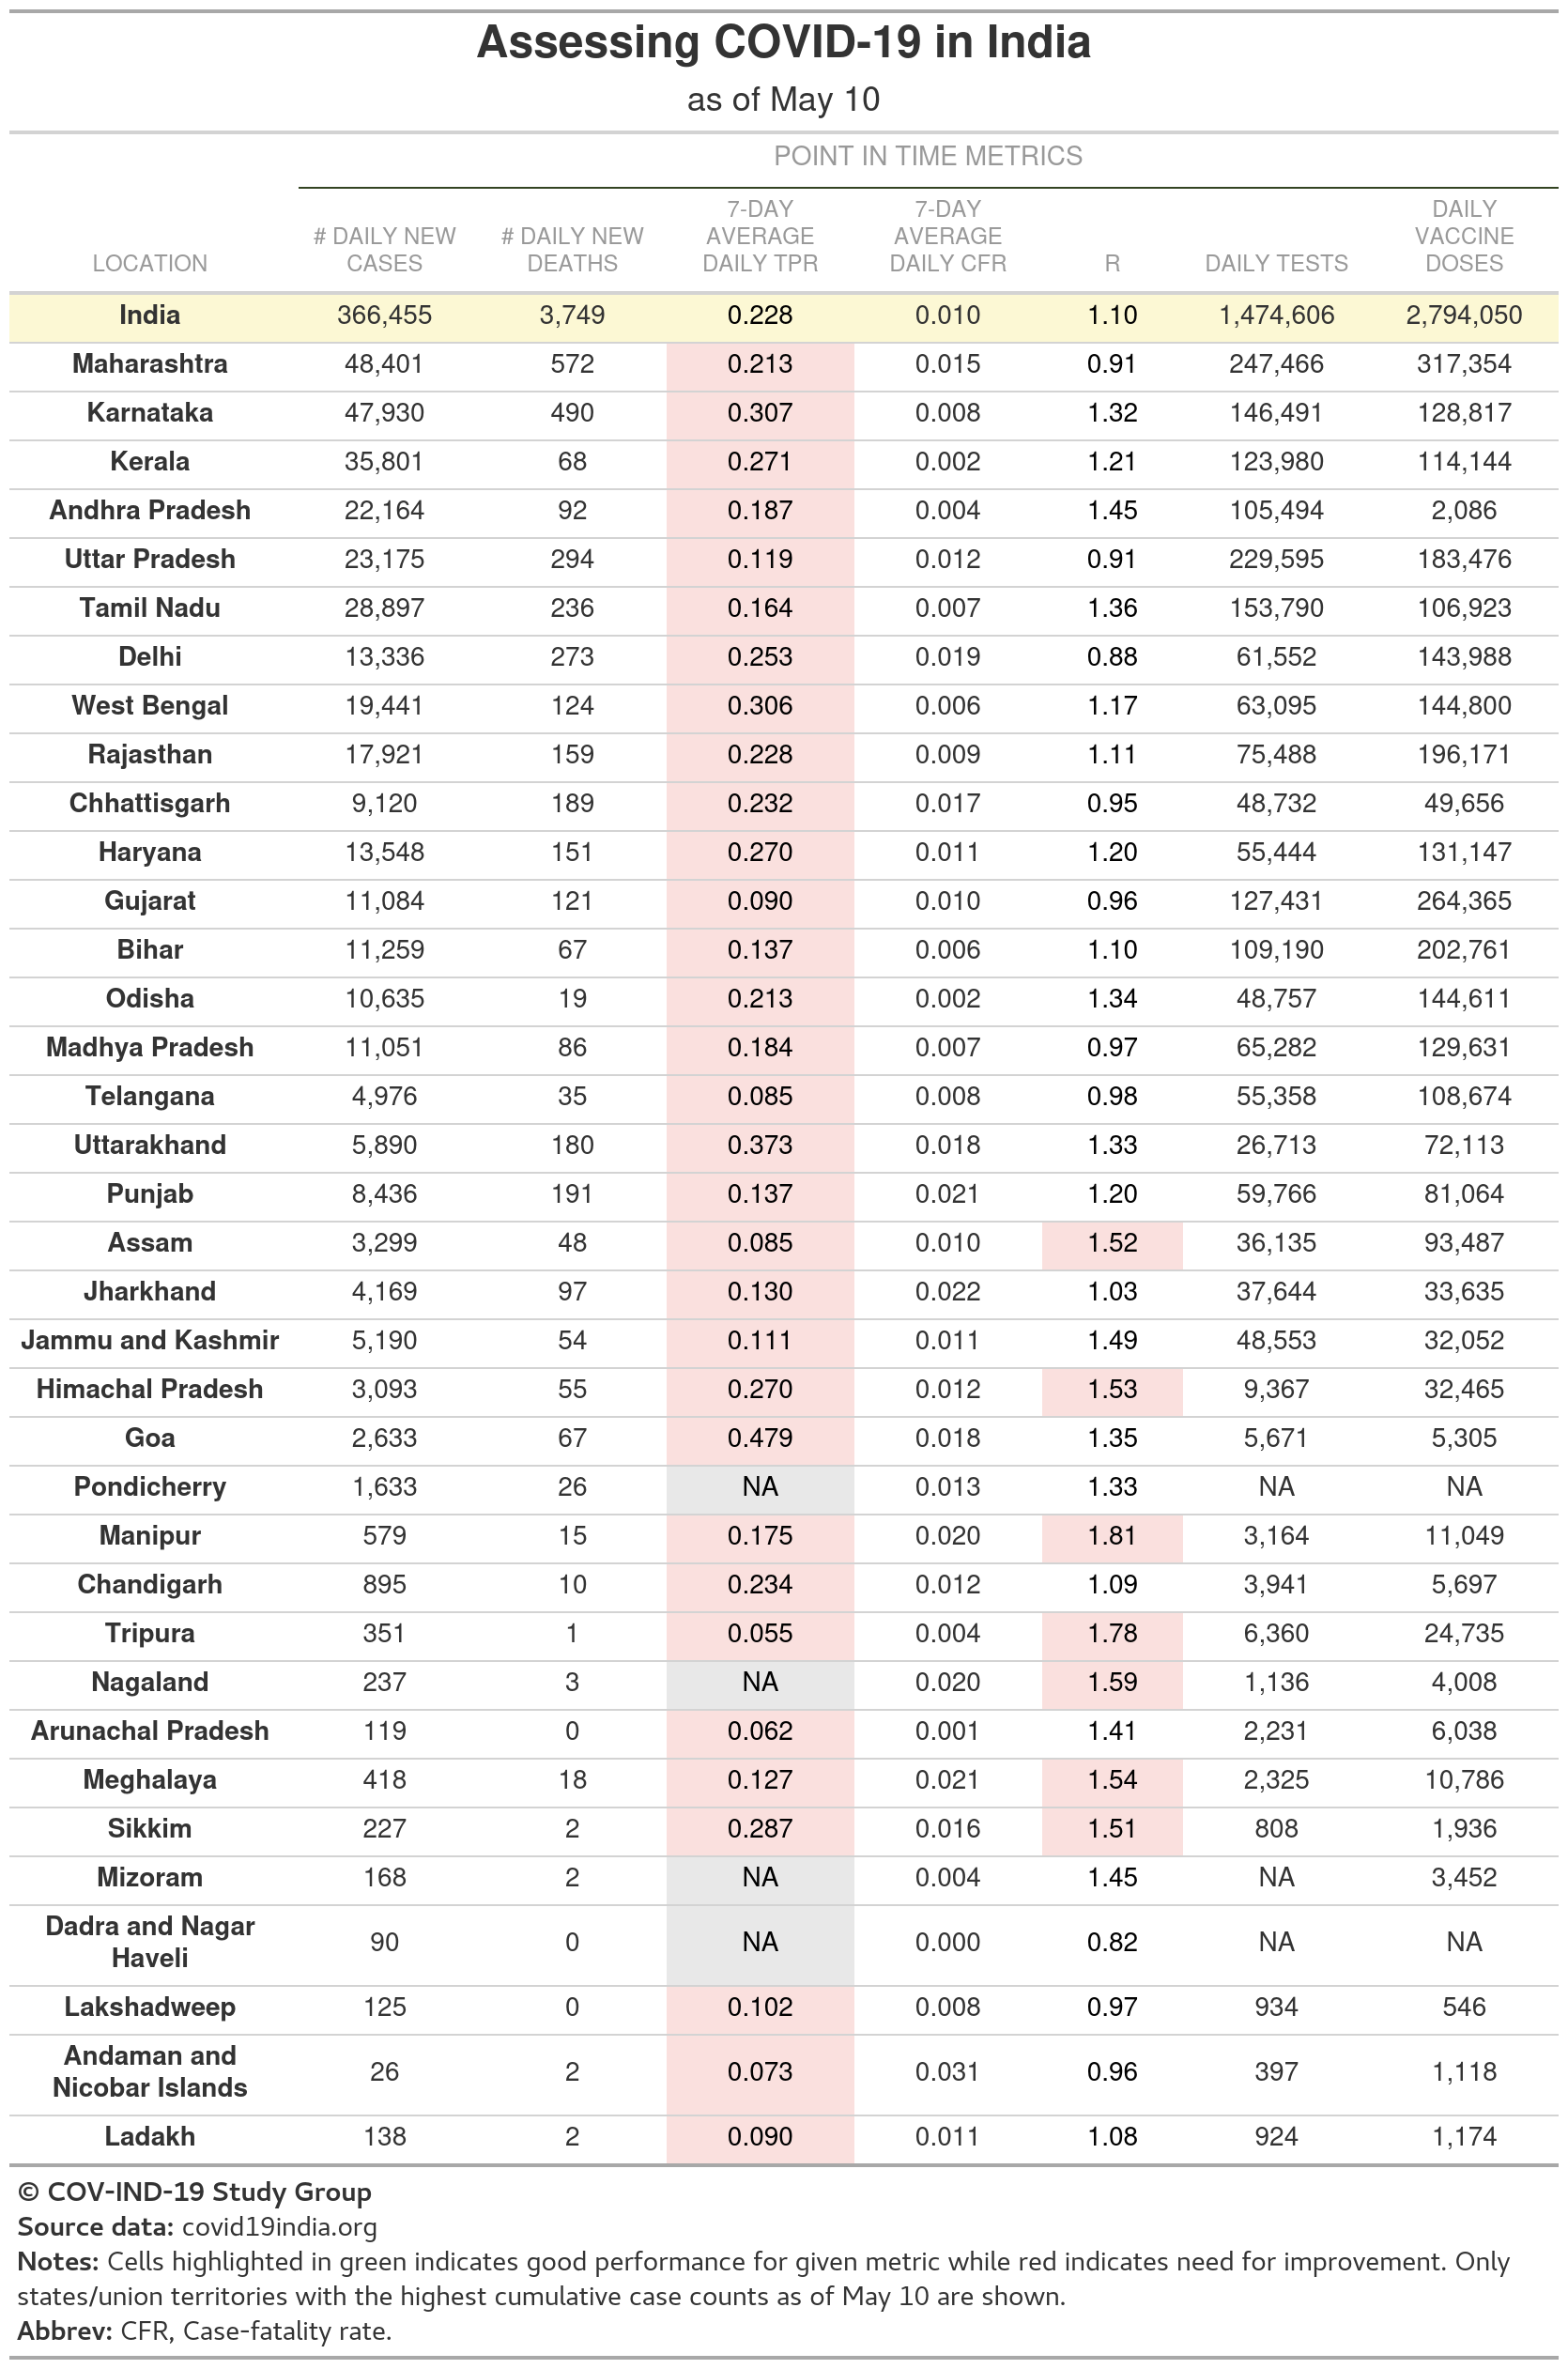 Assessing COVID-19 in India
as of May 10
POINT IN TIME METRICS
LOCATION # DAILY NEW CASES # DAILY NEW DEATHS 7-DAY AVERAGE DAILY TPR 7-DAY AVERAGE DAILY CFR R DAILY TESTS DAILY VACCINE DOSES
India 366,455 3,749 0.228 0.010 1.10 1,474,606 2,794,050
Maharashtra 48,401 572 0.213 0.015 0.91 247,466 317,354
Karnataka 47,930 490 0.307 0.008 1.32 146,491 128,817
Kerala 35,801 68 0.271 0.002 1.21 123,980 114,144
Andhra Pradesh 22,164 92 0.187 0.004 1.45 105,494 2,086
Uttar Pradesh 23,175 294 0.119 0.012 0.91 229,595 183,476
Tamil Nadu 28,897 236 0.164 0.007 1.36 153,790 106,923
Delhi 13,336 273 0.253 0.019 0.88 61,552 143,988
West Bengal 19,441 124 0.306 0.006 1.17 63,095 144,800
Rajasthan 17,921 159 0.228 0.009 1.11 75,488 196,171
Chhattisgarh 9,120 189 0.232 0.017 0.95 48,732 49,656
Haryana 13,548 151 0.270 0.011 1.20 55,444 131,147
Gujarat 11,084 121 0.090 0.010 0.96 127,431 264,365
Bihar 11,259 67 0.137 0.006 1.10 109,190 202,761
Odisha 10,635 19 0.213 0.002 1.34 48,757 144,611
Madhya Pradesh 11,051 86 0.184 0.007 0.97 65,282 129,631
Telangana 4,976 35 0.085 0.008 0.98 55,358 108,674
Uttarakhand 5,890 180 0.373 0.018 1.33 26,713 72,113
Punjab 8,436 191 0.137 0.021 1.20 59,766 81,064
Assam 3,299 48 0.085 0.010 1.52 36,135 93,487
Jharkhand 4,169 97 0.130 0.022 1.03 37,644 33,635
Jammu and Kashmir 5,190 54 0.111 0.011 1.49 48,553 32,052
Himachal Pradesh 3,093 55 0.270 0.012 1.53 9,367 32,465
Goa 2,633 67 0.479 0.018 1.35 5,671 5,305
Pondicherry 1,633 26 NA 0.013 1.33 NA NA
Manipur 579 15 0.175 0.020 1.81 3,164 11,049
Chandigarh 895 10 0.234 0.012 1.09 3,941 5,697
Tripura 351 1 0.055 0.004 1.78 6,360 24,735
Nagaland 237 3 NA 0.020 1.59 1,136 4,008
Arunachal Pradesh 119 0 0.062 0.001 1.41 2,231 6,038
Meghalaya 418 18 0.127 0.021 1.54 2,325 10,786
Sikkim 227 2 0.287 0.016 1.51 808 1,936
Mizoram 168 2 NA 0.004 1.45 NA 3,452
Dadra and Nagar Haveli 90 0 NA 0.000 0.82 NA NA
Lakshadweep 125 0 0.102 0.008 0.97 934 546
Andaman and Nicobar Islands 26 2 0.073 0.031 0.96 397 1,118
Ladakh 138 2 0.090 0.011 1.08 924 1,174
© COV-IND-19 Study Group
Source data: covid19india.org
Notes: Cells highlighted in green indicates good performance for given metric while red indicates need for improvement. Only
states/union territories with the highest cumulative case counts as of May 10 are shown.
Abbrev: CFR, Case-fatality rate.